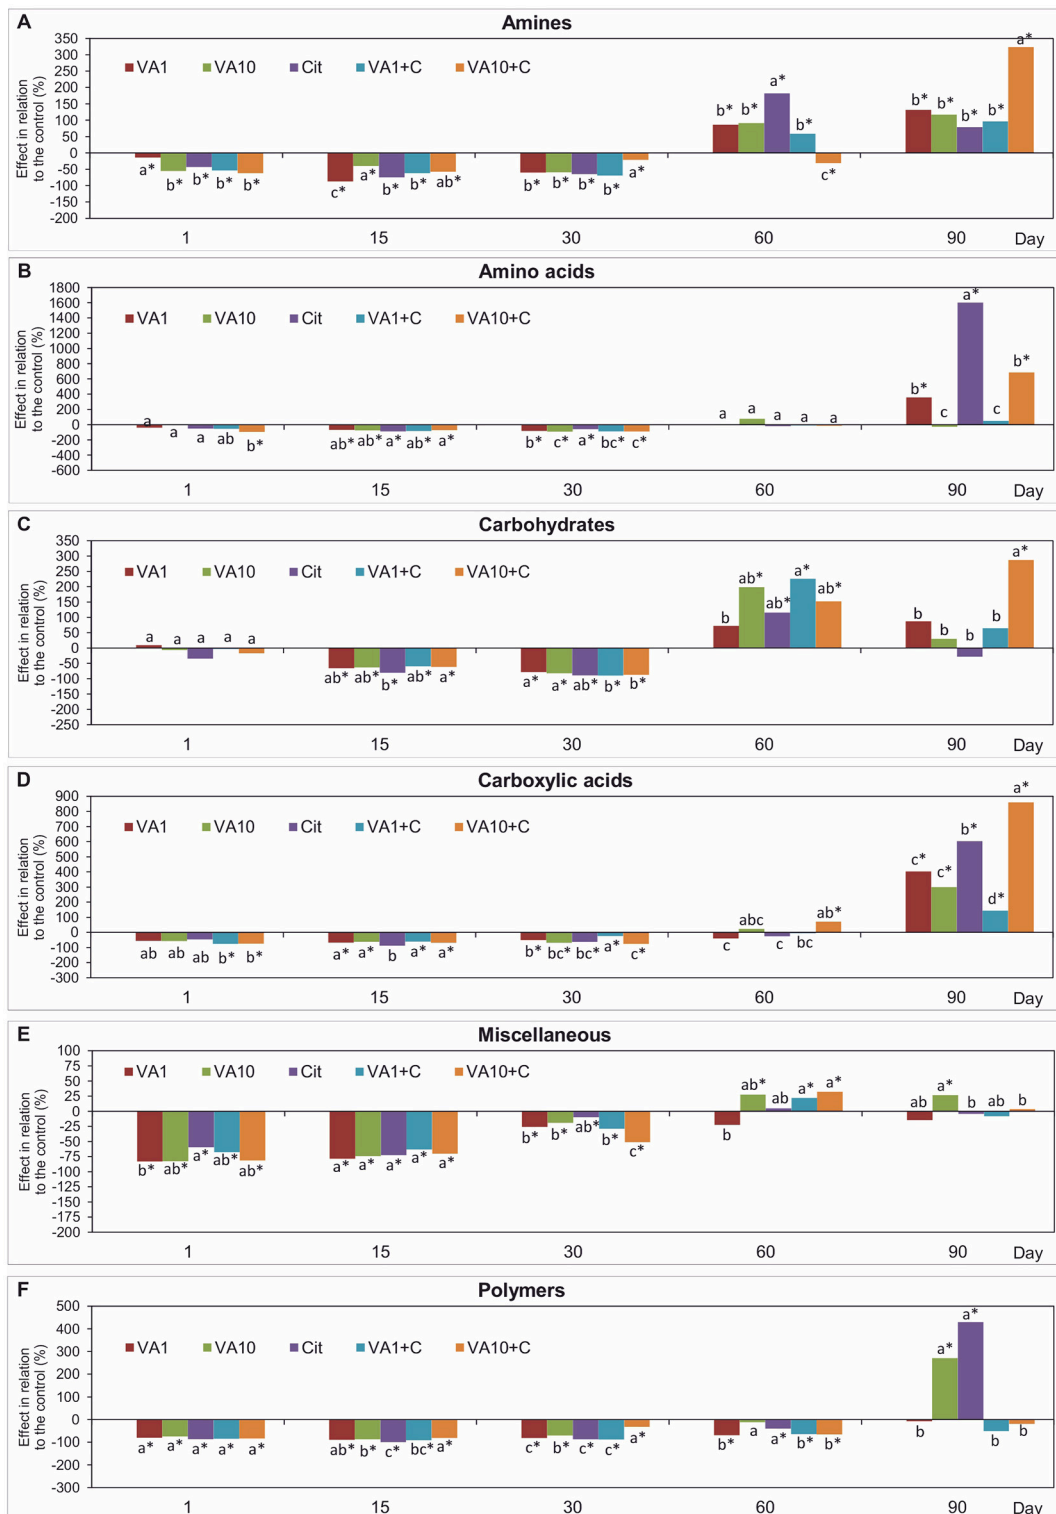 A
Amines
Effect in relation
to the control (%)
350
300
250
200
150
100
50
0
-50
-100
-150
-200
VA1 VA10 Cit VA1+C VA10+C
a* b* b* b* b*
c* a* b* b* ab*
b* b* b* b* a*
b* b* a* b* c*
b* b* b* b* a*
1 15 30 60 90 Day
B
Amino acids
Effect in relation
to the control (%)
1800
1600
1400
1200
1000
800
600
400
200
0
-200
-400
-600
VA1 VA10 Cit VA1+C VA10+C
a a a ab b*
ab* ab* a* ab* a*
b* c* a* bc* c*
a a a a a
b* c a* c b*
1 15 30 60 90 Day
C
Carbohydrates
Effect in relation
to the control (%)
350
300
250
200
150
100
50
0
-50
-100
-150
-200
-250
VA1 VA10 Cit VA1+C VA10+C
a a a a a
ab* ab* b* ab* a*
a* a* ab* b* b*
b ab* ab* a* ab*
b b b b a*
1 15 30 60 90 Day
D
Carboxylic acids
Effect in relation
to the control (%)
900
800
700
600
500
400
300
200
100
0
-100
-200
-300
VA1 VA10 Cit VA1+C VA10+C
ab ab ab b* b*
a* a* b a* a*
b* bc* bc* a* c*
c abc c bc ab*
c* c* b* d* a*
1 15 30 60 90 Day
E
Miscellaneous
Effect in relation
to the control (%)
100
75
50
25
0
-25
-50
-75
-100
-125
-150
-175
-200
VA1 VA10 Cit VA1+C VA10+C
b* ab* a* ab* ab*
a* a* a* a* a*
b* b* ab* b* c*
b ab* ab a* a*
ab a* b ab b
1 15 30 60 90 Day
F
Polymers
Effect in relation
to the control (%)
500
400
300
200
100
0
-100
-200
-300
VA1 VA10 Cit VA1+C VA10+C
a* a* a* a* a*
ab* ab* c* bc* a*
c* b* c* c* a*
b* a a* b* b*
b a* a* b b
1 15 30 60 90 Day